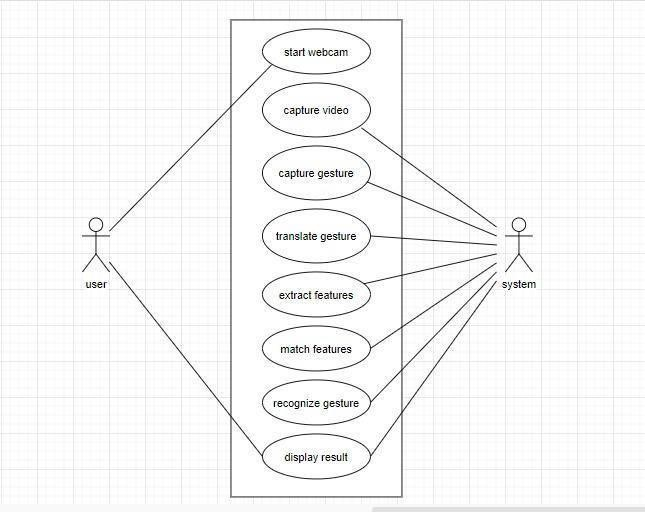 start webcam
capture video
capture gesture
translate gesture
extract features
match features
recognize gesture
display result
user
system